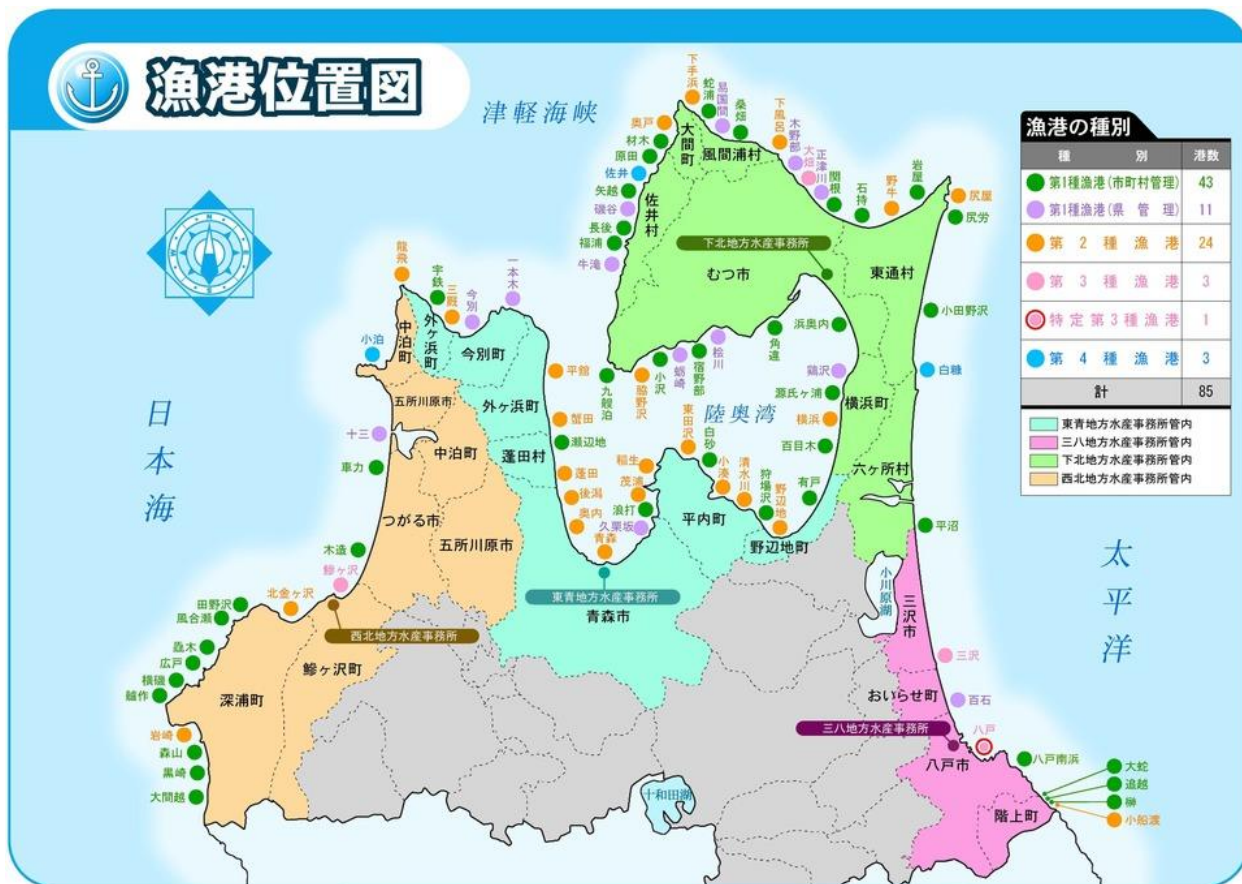 漁港位置図
津軽海峡
日本海
陸奥湾
太平洋
漁港の種別
種別 港数
第1種漁港(市町村管理) 43
第1種漁港(県管理) 11
第2種漁港 24
第3種漁港 3
特定第3種漁港 1
第4種漁港 3
計 85
東青地方水産事務所管内
三八地方水産事務所管内
下北地方水産事務所管内
西北地方水産事務所管内
下手浜
蛇浦
易国間
桑畑
下風呂
木野部
大畑
正津川
関根
石持
野牛
岩屋
尻屋
尻労
奥戸
材木
原田
佐井
矢越
磯谷
長後
福浦
牛滝
大間町
風間浦村
佐井村
むつ市
東通村
下北地方水産事務所
小田野沢
白糠
浜奥内
角違
桧川
宿野部
蛎崎
小沢
脇野沢
九艘泊
鶏沢
源氏ヶ浦
横浜
百目木
有戸
横浜町
六ヶ所村
平沼
龍飛
宇鉄
三厩
今別
一本木
小泊
中泊町
外ヶ浜町
今別町
五所川原市
外ヶ浜町
十三
車力
中泊町
蓬田村
つがる市
五所川原市
平館
蟹田
瀬辺地
蓬田
後潟
奥内
青森
久栗坂
浪打
茂浦
稲生
東田沢
白砂
小湊
清水川
狩場沢
野辺地
平内町
野辺地町
東青地方水産事務所
青森市
木造
鰺ヶ沢
北金ヶ沢
田野沢
風合瀬
西北地方水産事務所
広戸
横磯
艫作
深浦町
鰺ヶ沢町
岩崎
森山
黒崎
大間越
小川原湖
三沢市
三沢
おいらせ町
百石
三八地方水産事務所
八戸
八戸市
八戸南浜
大蛇
追越
榊
小船渡
階上町
十和田湖